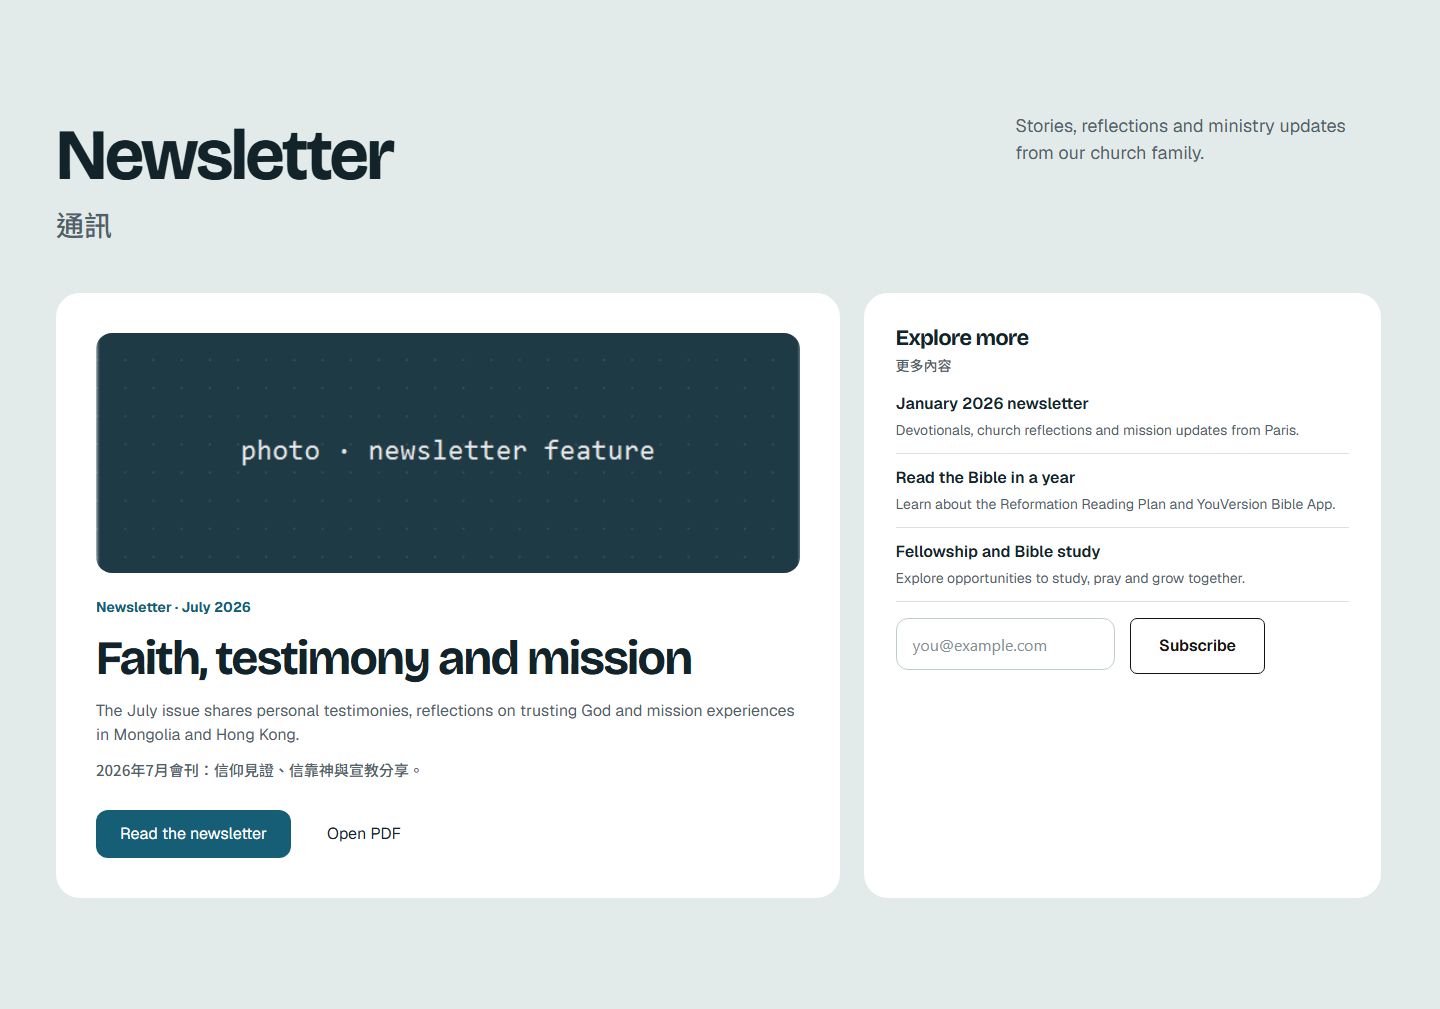 Newsletter
通訊
Stories, reflections and ministry updates
from our church family.
photo · newsletter feature
Newsletter · July 2026
Faith, testimony and mission
The July issue shares personal testimonies, reflections on trusting God and mission experiences
in Mongolia and Hong Kong.
2026年7月會刊：信仰見證、信靠神與宣教分享。
Read the newsletter
Open PDF
Explore more
更多內容
January 2026 newsletter
Devotionals, church reflections and mission updates from Paris.
Read the Bible in a year
Learn about the Reformation Reading Plan and YouVersion Bible App.
Fellowship and Bible study
Explore opportunities to study, pray and grow together.
you@example.com
Subscribe